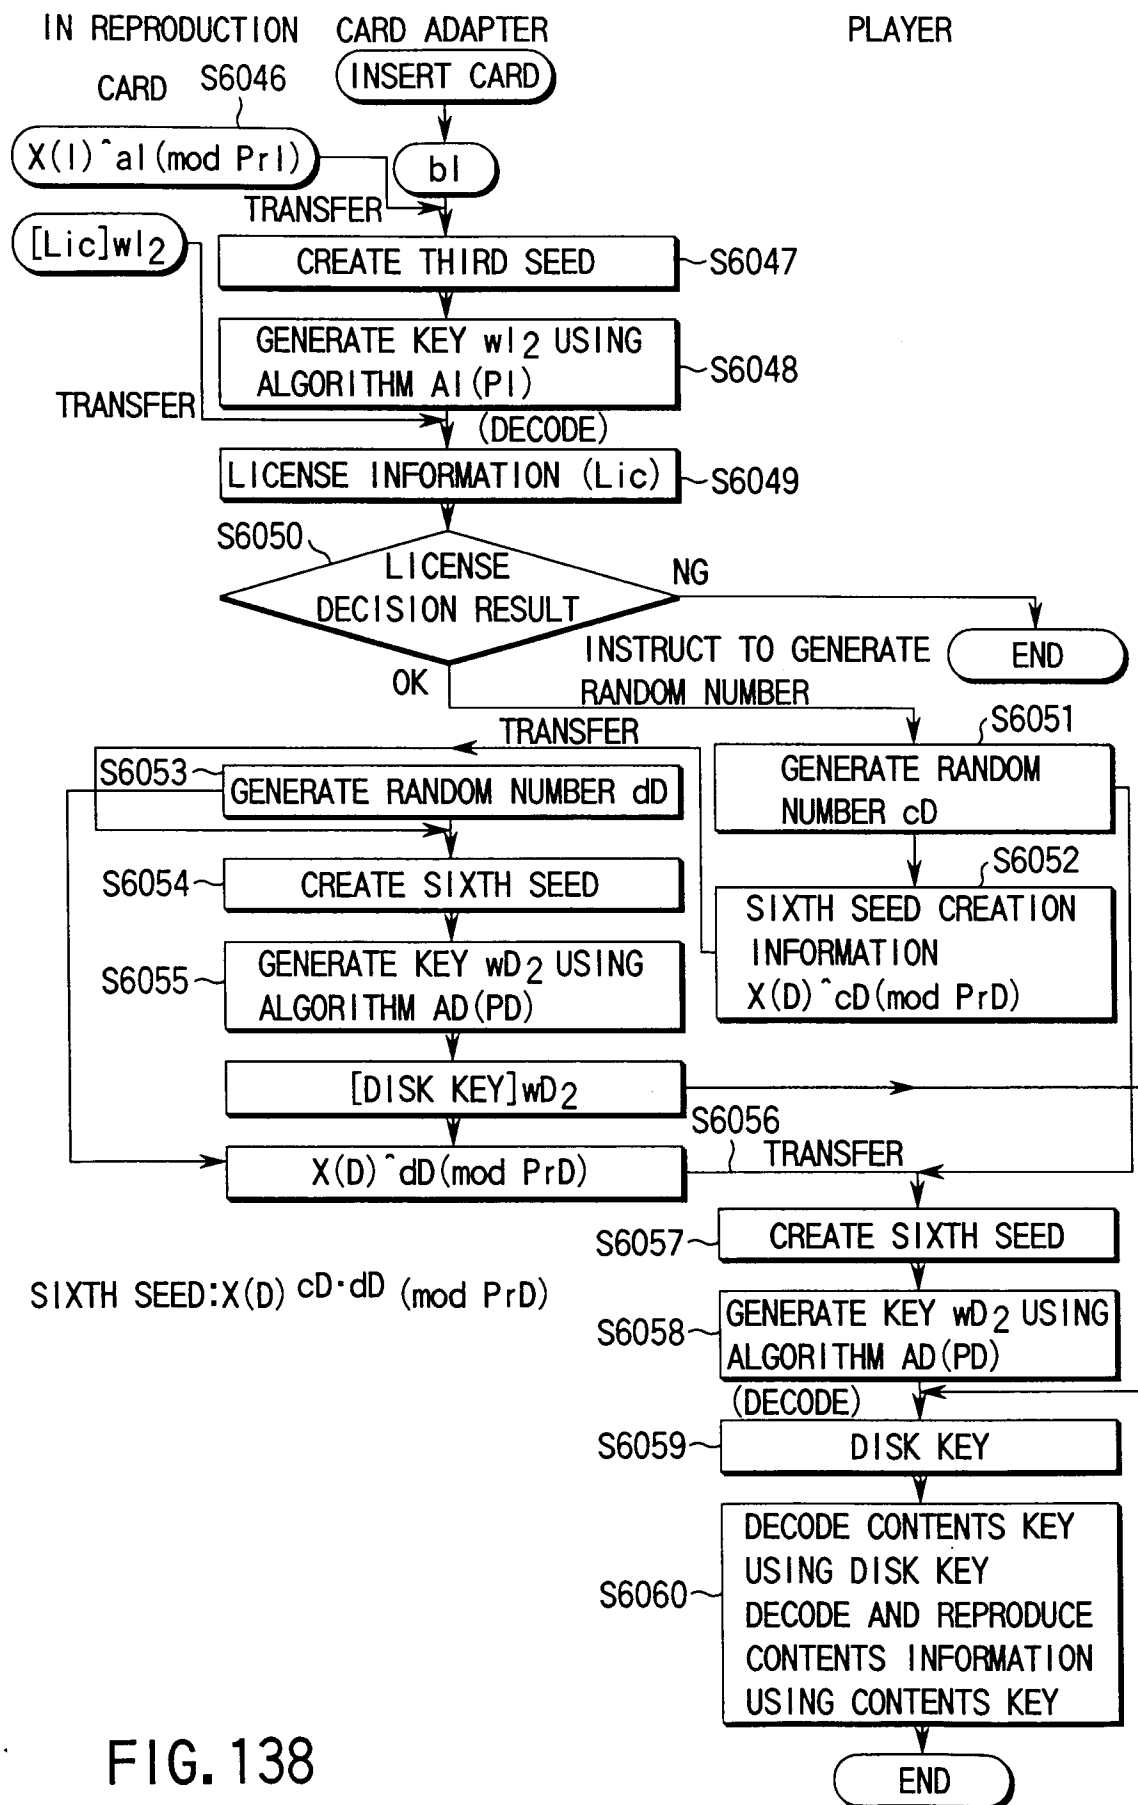 IN REPRODUCTION
CARD ADAPTER
PLAYER
INSERT CARD
CARD
S6046
X(I)^aI(mod PrI)
bI
TRANSFER
[Lic]wI2
CREATE THIRD SEED
S6047
GENERATE KEY wI2 USING
ALGORITHM AI(PI)
S6048
TRANSFER
(DECODE)
LICENSE INFORMATION (Lic)
S6049
S6050
LICENSE
DECISION RESULT
NG
END
OK
INSTRUCT TO GENERATE
RANDOM NUMBER
TRANSFER
S6051
GENERATE RANDOM
NUMBER cD
S6053
GENERATE RANDOM NUMBER dD
S6052
SIXTH SEED CREATION
INFORMATION
X(D)^cD(mod PrD)
S6054
CREATE SIXTH SEED
S6055
GENERATE KEY wD2 USING
ALGORITHM AD(PD)
[DISK KEY]wD2
S6056
X(D)^dD(mod PrD)
TRANSFER
S6057
CREATE SIXTH SEED
SIXTH SEED:X(D) cD·dD (mod PrD)
S6058
GENERATE KEY wD2 USING
ALGORITHM AD(PD)
(DECODE)
S6059
DISK KEY
S6060
DECODE CONTENTS KEY
USING DISK KEY
DECODE AND REPRODUCE
CONTENTS INFORMATION
USING CONTENTS KEY
END
FIG. 138